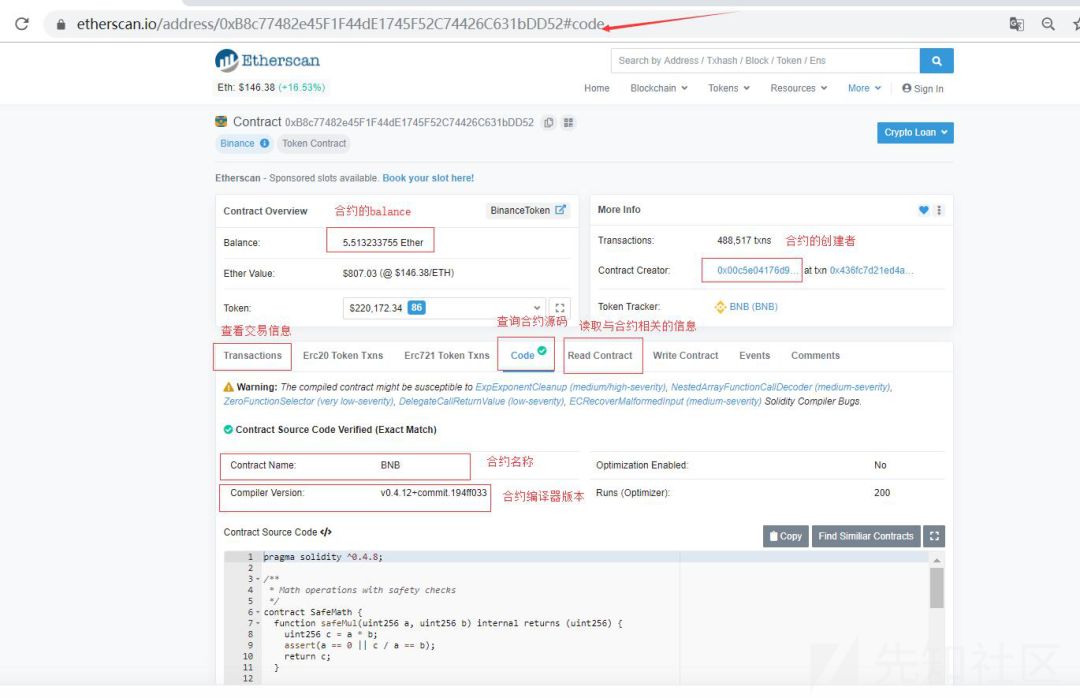 etherscan.io/address/0xB8c77482e45F1F44dE1745F52C74426C631bDD52#code
Etherscan
Search by Address / Txhash / Block / Token / Ens
Eth: $146.38 (+16.53%)
Home Blockchain Tokens Resources More Sign In
Contract 0xB8c77482e45F1F44dE1745F52C74426C631bDD52
Binance Token Contract
Crypto Loan
Etherscan - Sponsored slots available. Book your slot here!
Contract Overview 合约的balance BinanceToken
Balance: 5.513233755 Ether
Ether Value: $807.03 (@ $146.38/ETH)
Token: $220,172.34 86
More Info
Transactions: 488,517 txns 合约的创建者
Contract Creator: 0x00c5e04176d9... at txn 0x436fc7d21ed4a...
Token Tracker: BNB (BNB)
查看交易信息 查询合约源码 读取与合约相关的信息
Transactions Erc20 Token Txns Erc721 Token Txns Code Read Contract Write Contract Events Comments
Warning: The compiled contract might be susceptible to ExpExponentCleanup (medium/high-severity), NestedArrayFunctionCallDecoder (medium-severity),
ZeroFunctionSelector (very low-severity), DelegateCallReturnValue (low-severity), ECRecoverMalformedInput (medium-severity) Solidity Compiler Bugs.
Contract Source Code Verified (Exact Match)
Contract Name: BNB 合约名称
Optimization Enabled: No
Compiler Version: v0.4.12+commit.194ff033 合约编译器版本
Runs (Optimizer): 200
Contract Source Code </>
Copy Find Similiar Contracts
1 pragma solidity ^0.4.8;
2
3 /**
4 * Math operations with safety checks
5 */
6 contract SafeMath {
7 function safeMul(uint256 a, uint256 b) internal returns (uint256) {
8 uint256 c = a * b;
9 assert(a == 0 || c / a == b);
10 return c;
11 }
12
先知社区